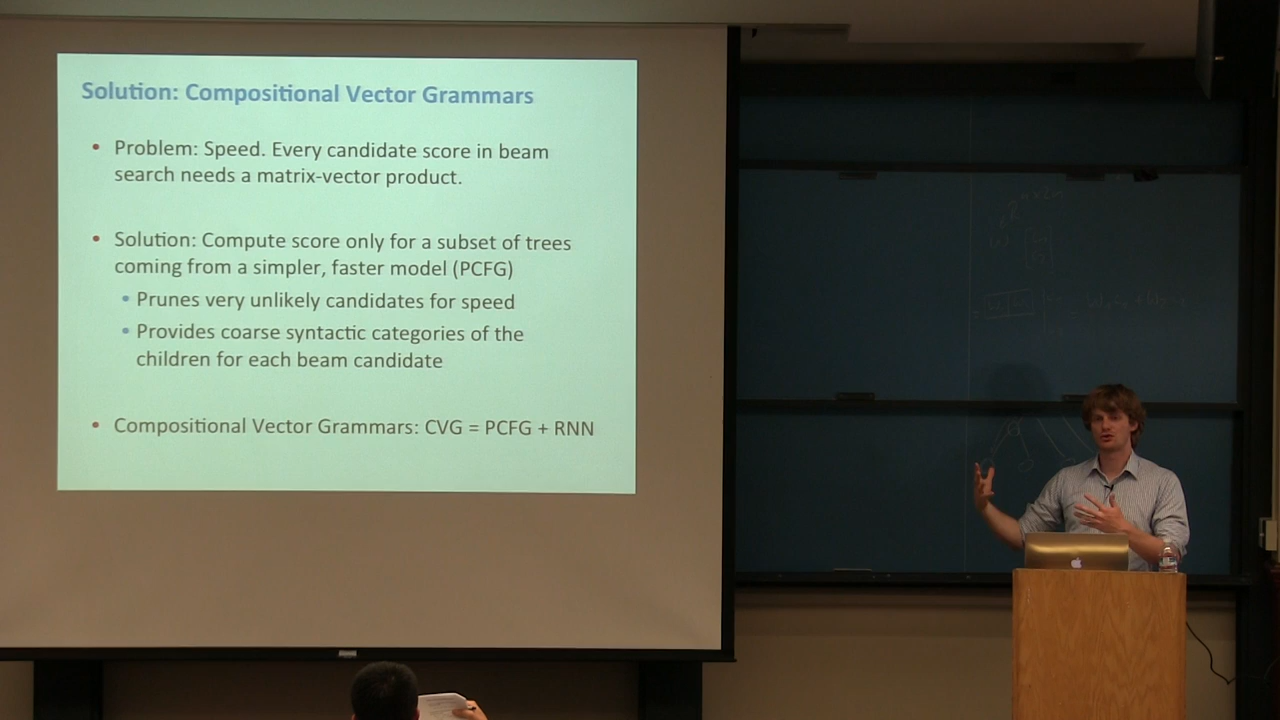 Solution: Compositional Vector Grammars
• Problem: Speed. Every candidate score in beam
search needs a matrix-vector product.
• Solution: Compute score only for a subset of trees
coming from a simpler, faster model (PCFG)
• Prunes very unlikely candidates for speed
• Provides coarse syntactic categories of the
children for each beam candidate
• Compositional Vector Grammars: CVG = PCFG + RNN